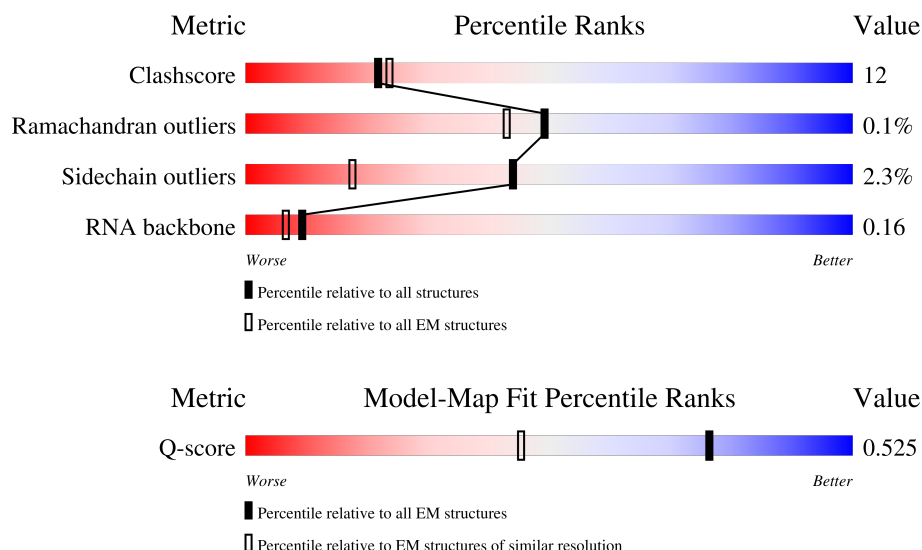 Metric Percentile Ranks Value
Clashscore 12
Ramachandran outliers 0.1%
Sidechain outliers 2.3%
RNA backbone 0.16
Worse Better
Percentile relative to all structures
Percentile relative to all EM structures
Metric Model-Map Fit Percentile Ranks Value
Q-score 0.525
Worse Better
Percentile relative to all EM structures
Percentile relative to EM structures of similar resolution